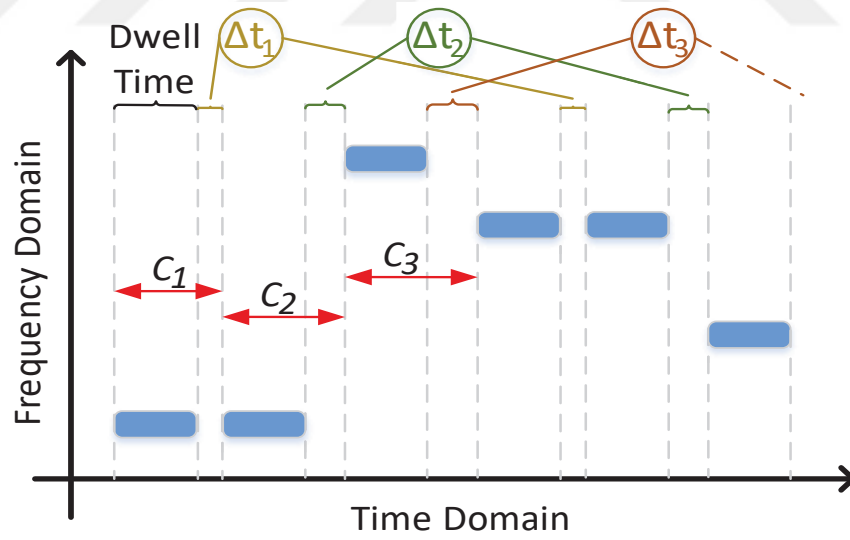 Dwell
Time
Δt₁
Δt₂
Δt₃
C₁
C₂
C₃
Frequency Domain
Time Domain